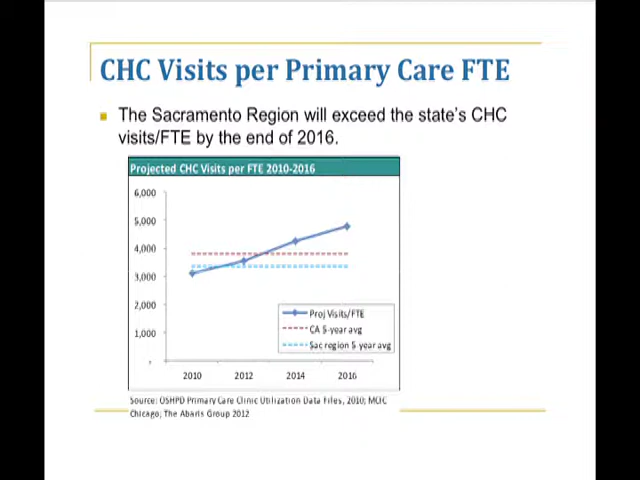 CHC Visits per Primary Care FTE
The Sacramento Region will exceed the state's CHC
visits/FTE by the end of 2016.
Projected CHC Visits per FTE 2010-2016
6,000
5,000
4,000
3,000
2,000
1,000
-
Proj Visits/FTE
CA 5-year avg
Sac region 5 year avg
2010 2012 2014 2016
Source: OSHPD Primary Care Clinic Utilization Data Files, 2010; MCIC
Chicago; The Abaris Group 2012